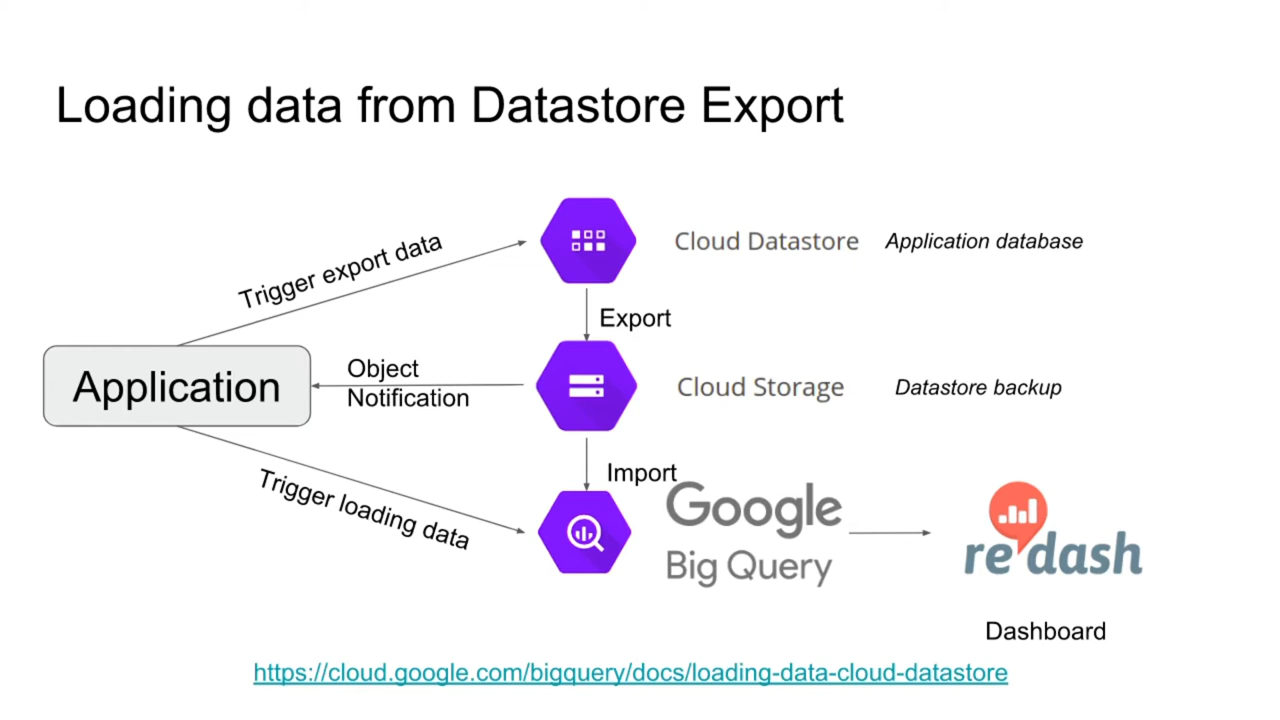 Loading data from Datastore Export
Trigger export data
Cloud Datastore
Application database
Export
Application
Object
Notification
Cloud Storage
Datastore backup
Import
Trigger loading data
Google
Big Query
re dash
Dashboard
https://cloud.google.com/bigquery/docs/loading-data-cloud-datastore